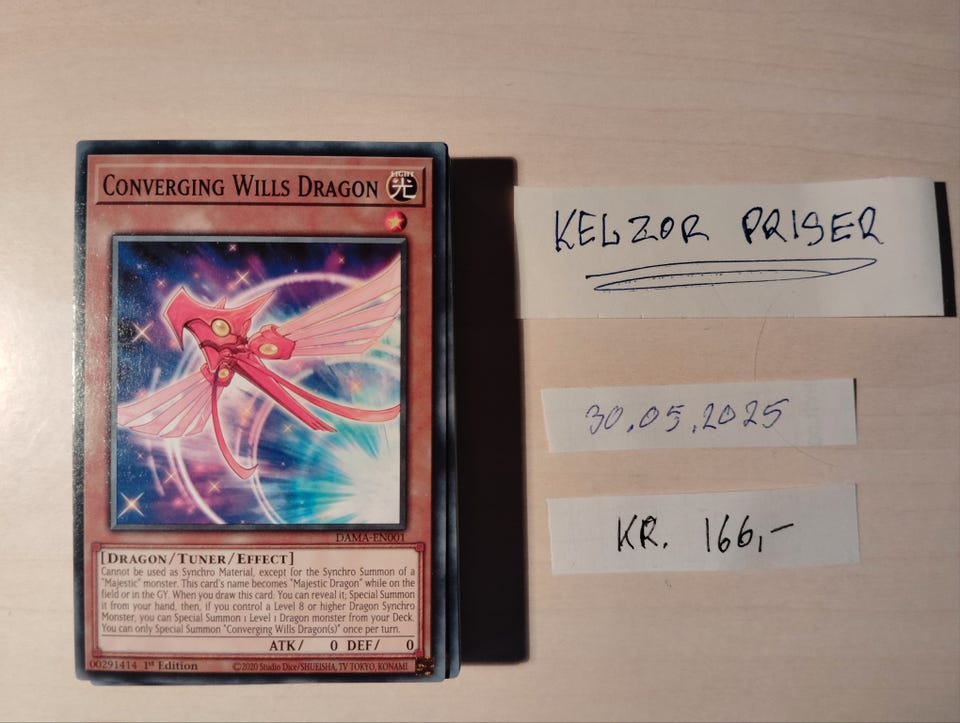 CONVERGING WILLS DRAGON
LIGHT
光
DAMA-EN001
[DRAGON/TUNER/EFFECT]
Cannot be used as Synchro Material, except for the Synchro Summon of a
"Majestic" monster. This card's name becomes "Majestic Dragon" while on the
field or in the GY. When you draw this card: You can reveal it; Special Summon
it from your hand, then, if you control a Level 8 or higher Dragon Synchro
Monster, you can Special Summon 1 Level 1 Dragon monster from your Deck.
You can only Special Summon "Converging Wills Dragon(s)" once per turn.
ATK/ 0 DEF/ 0
00291414 1st Edition
©2020 Studio Dice/SHUEISHA, TV TOKYO, KONAMI
KELZOR PRISER
30.05.2025
KR. 166,-